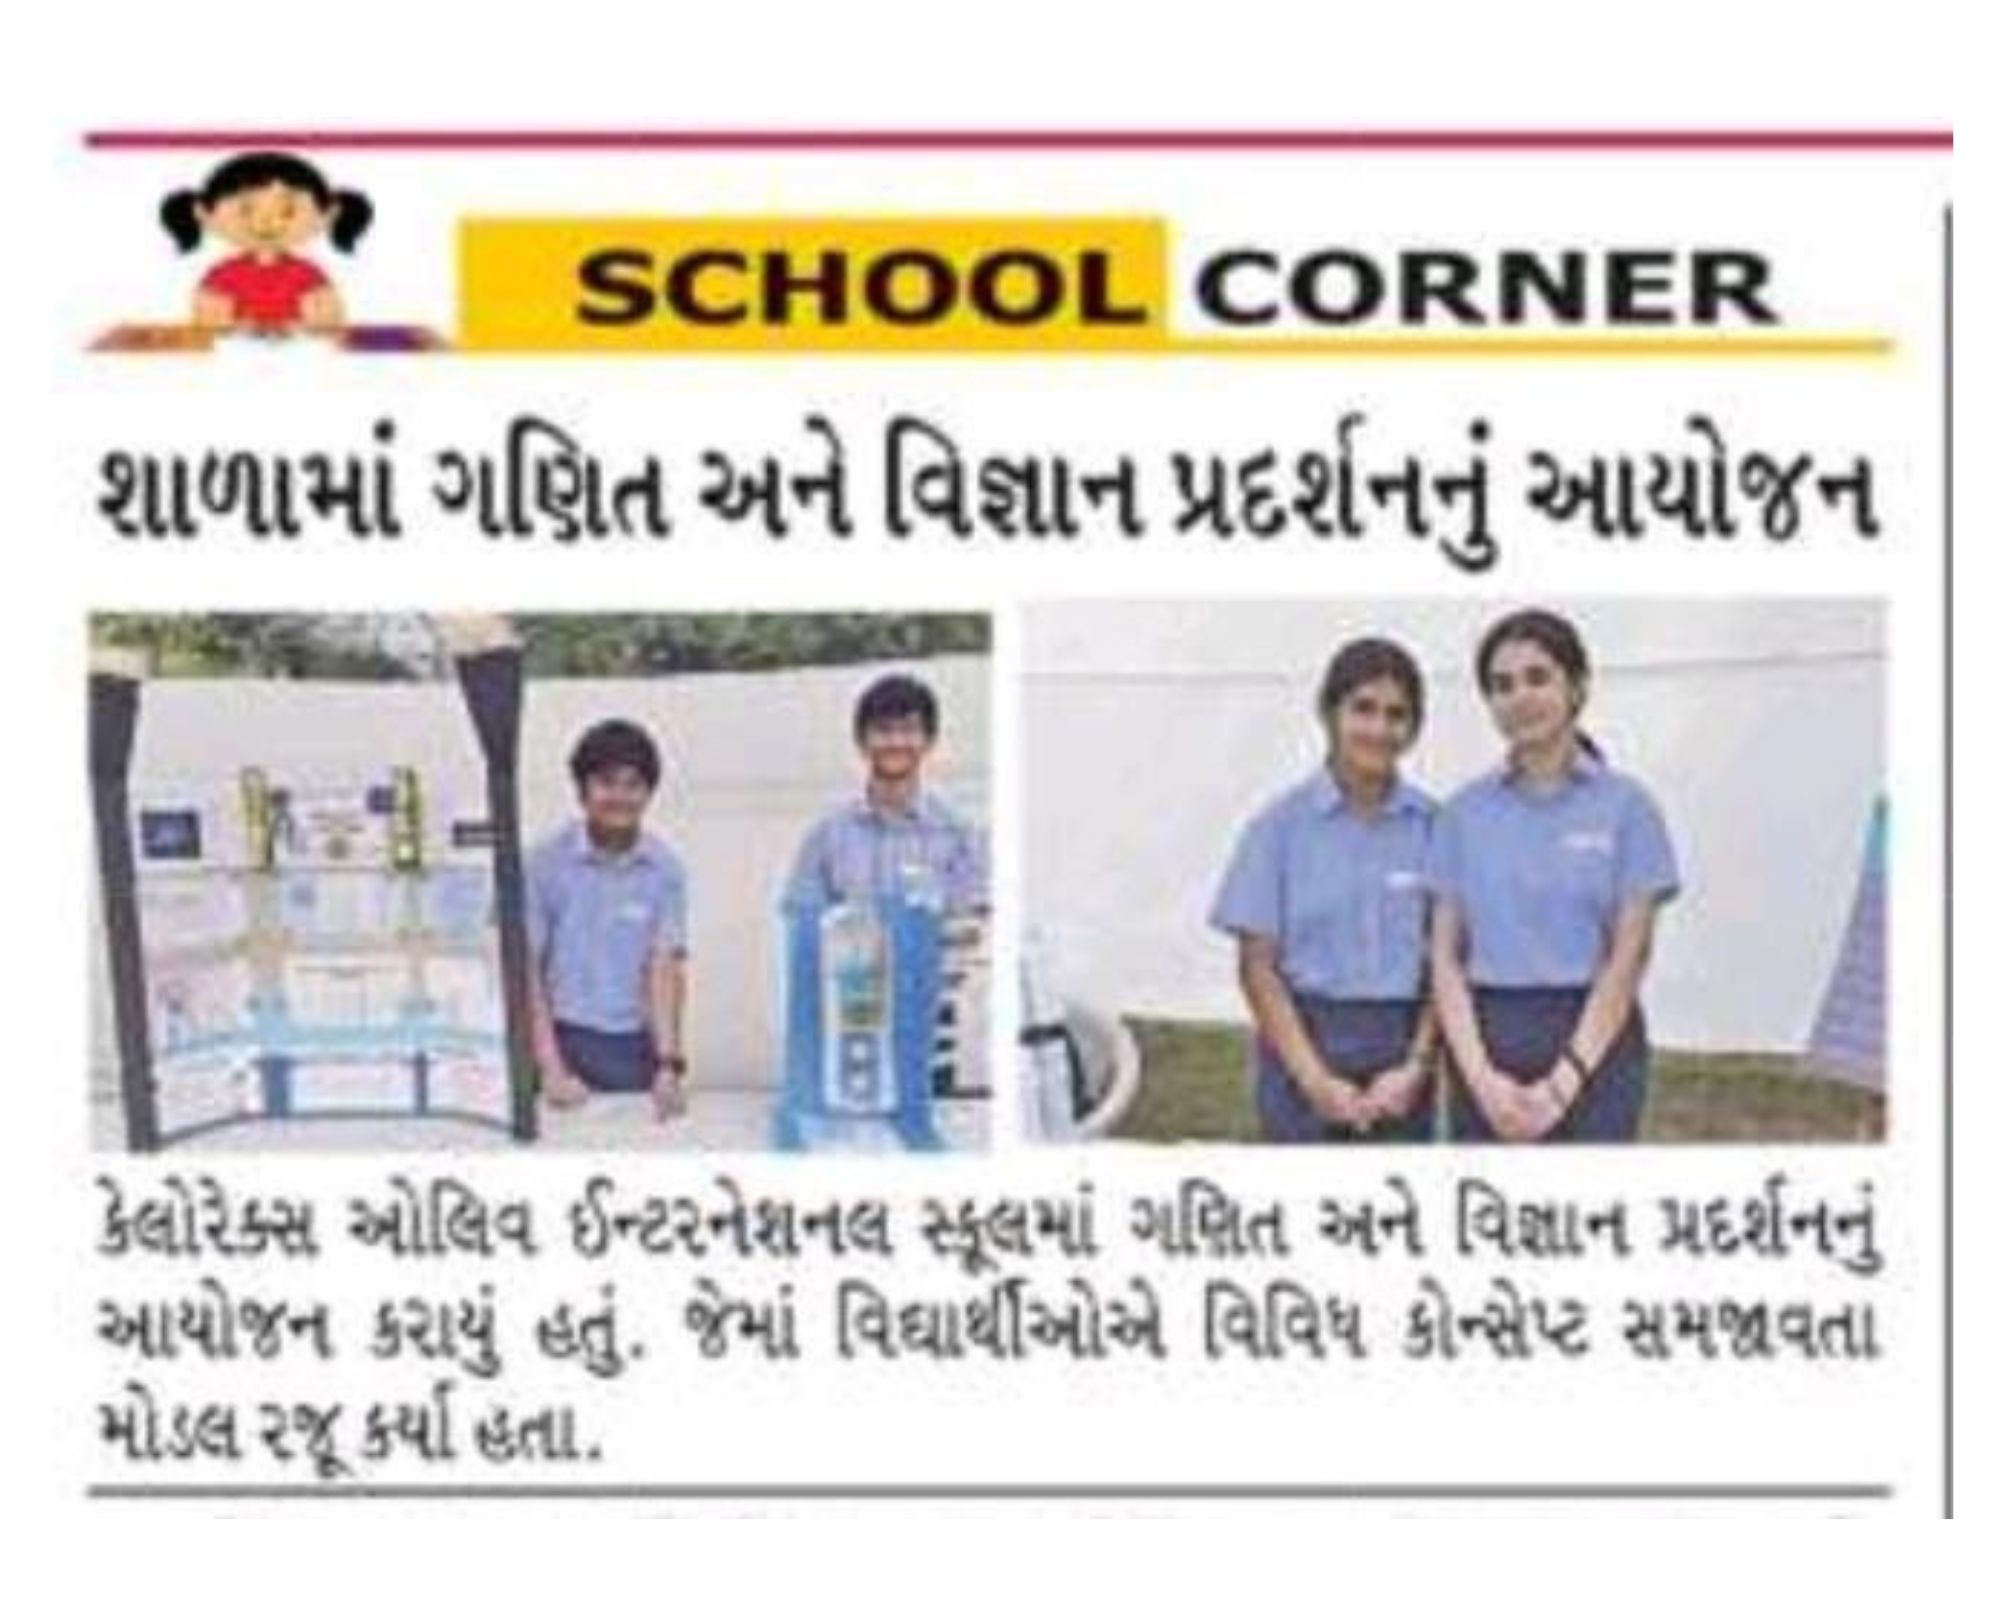 SCHOOL CORNER
શાળામાં ગણિત અને વિજ્ઞાન પ્રદર્શનનું આયોજન
કેલોરેક્સ ઓલિવ ઈન્ટરનેશનલ સ્કૂલમાં ગણિત અને વિજ્ઞાન પ્રદર્શનનું
આયોજન કરાયું હતું. જેમાં વિદ્યાર્થીઓએ વિવિધ કોન્સેપ્ટ સમજાવતા
મોડલ રજૂ કર્યા હતા.